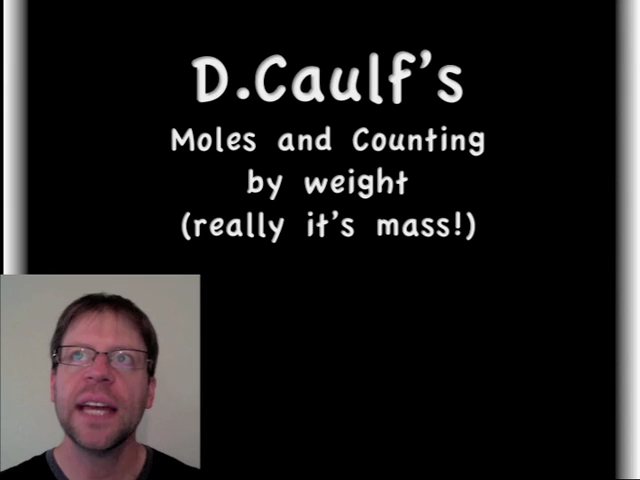 D.Caulf's
Moles and Counting
by weight
(really it's mass!)